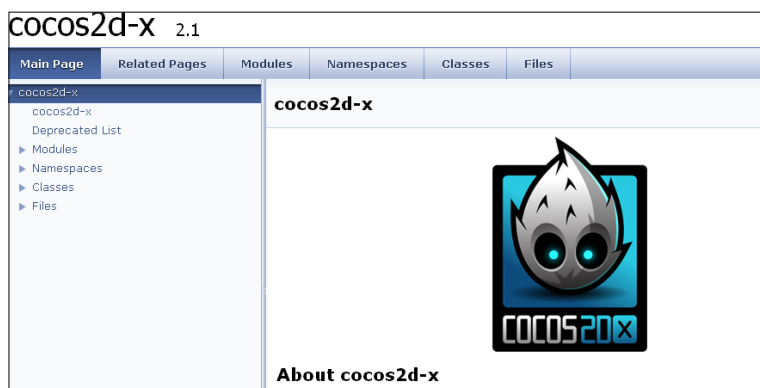 cocos2d-x 2.1
Main Page Related Pages Modules Namespaces Classes Files
cocos2d-x
cocos2d-x
Deprecated List
Modules
Namespaces
Classes
Files
cocos2d-x
COCOS2DX
About cocos2d-x